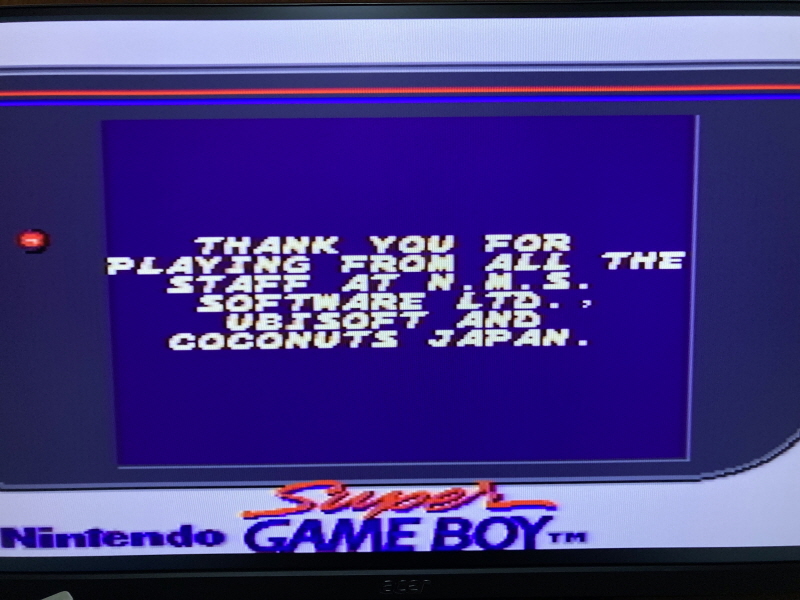 THANK YOU FOR
PLAYING FROM ALL THE
STAFF AT N.M.S.
SOFTWARE LTD.,
UBISOFT AND
COCONUTS JAPAN.
Super
Nintendo GAME BOY™
acer